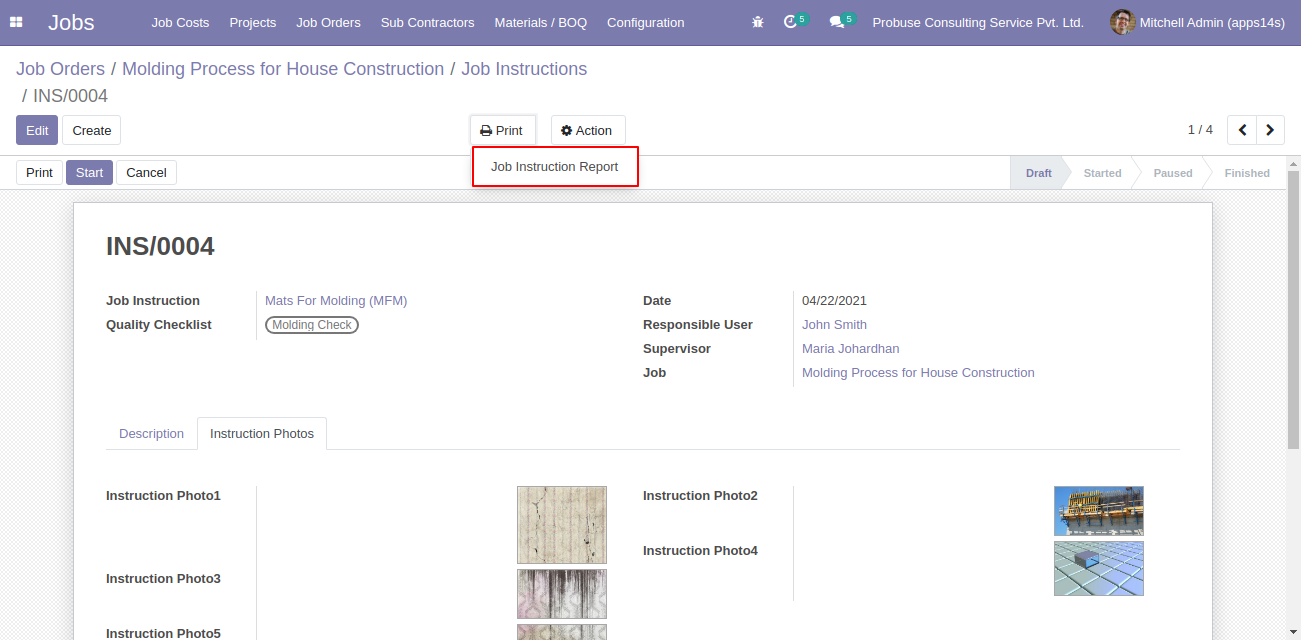 Jobs Job Costs Projects Job Orders Sub Contractors Materials / BOQ Configuration 5 5 Probuse Consulting Service Pvt. Ltd. Mitchell Admin (apps14s)
Job Orders / Molding Process for House Construction / Job Instructions
/ INS/0004
Edit Create Print Action 1 / 4
Job Instruction Report
Print Start Cancel Draft Started Paused Finished
INS/0004
Job Instruction Mats For Molding (MFM)
Quality Checklist Molding Check
Date 04/22/2021
Responsible User John Smith
Supervisor Maria Johardhan
Job Molding Process for House Construction
Description Instruction Photos
Instruction Photo1 Instruction Photo2
Instruction Photo4
Instruction Photo3
Instruction Photo5